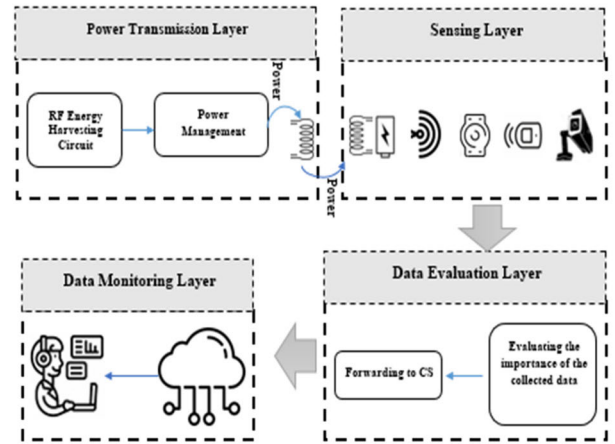 Power Transmission Layer
RF Energy
Harvesting
Circuit
Power
Management
Power
Power
Sensing Layer
Data Evaluation Layer
Evaluating the
importance of the
collected data
Forwarding to CS
Data Monitoring Layer